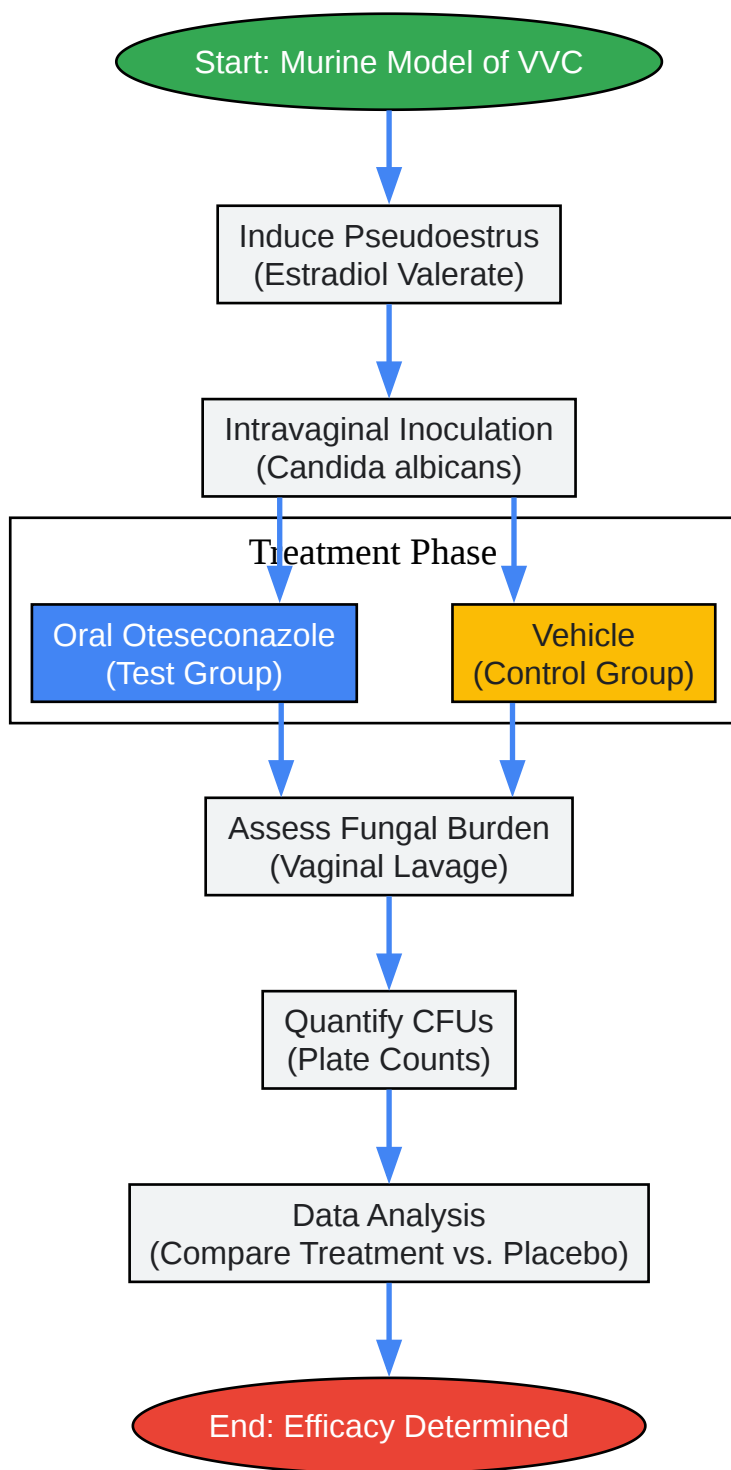 Start: Murine Model of VVC
Induce Pseudoestrus
(Estradiol Valerate)
Intravaginal Inoculation
(Candida albicans)
Treatment Phase
Oral Oteseconazole
(Test Group)
Vehicle
(Control Group)
Assess Fungal Burden
(Vaginal Lavage)
Quantify CFUs
(Plate Counts)
Data Analysis
(Compare Treatment vs. Placebo)
End: Efficacy Determined